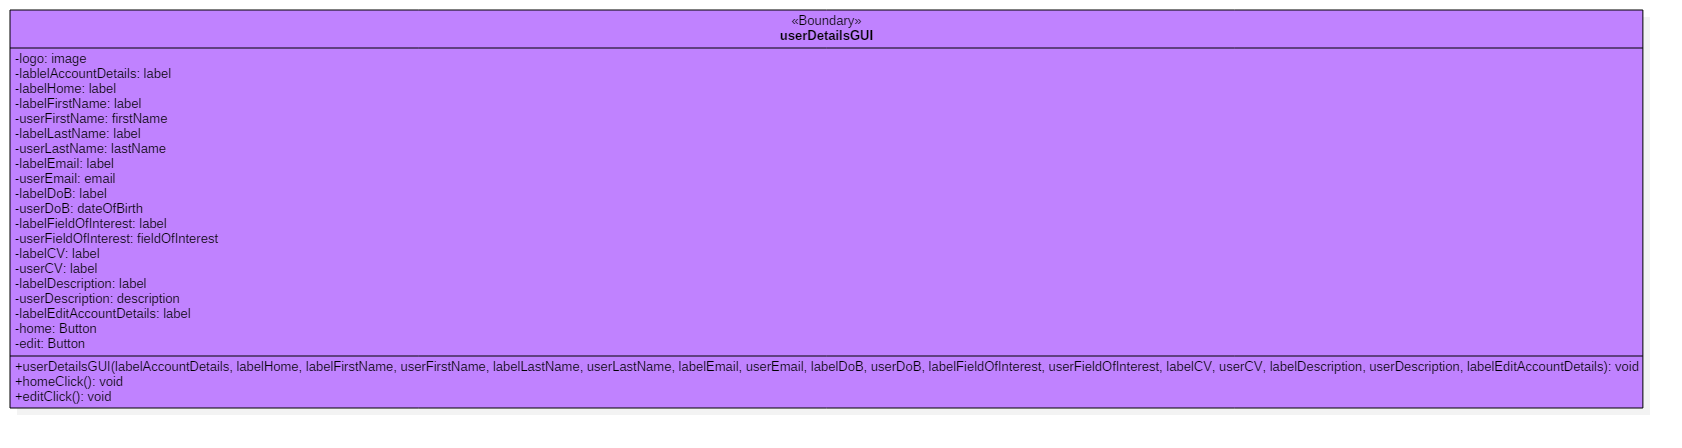 «Boundary»
userDetailsGUI
-logo: image
-lablelAccountDetails: label
-labelHome: label
-labelFirstName: label
-userFirstName: firstName
-labelLastName: label
-userLastName: lastName
-labelEmail: label
-userEmail: email
-labelDoB: label
-userDoB: dateOfBirth
-labelFieldOfInterest: label
-userFieldOfInterest: fieldOfInterest
-labelCV: label
-userCV: label
-labelDescription: label
-userDescription: description
-labelEditAccountDetails: label
-home: Button
-edit: Button
+userDetailsGUI(labelAccountDetails, labelHome, labelFirstName, userFirstName, labelLastName, userLastName, labelEmail, userEmail, labelDoB, userDoB, labelFieldOfInterest, userFieldOfInterest, labelCV, userCV, labelDescription, userDescription, labelEditAccountDetails): void
+homeClick(): void
+editClick(): void